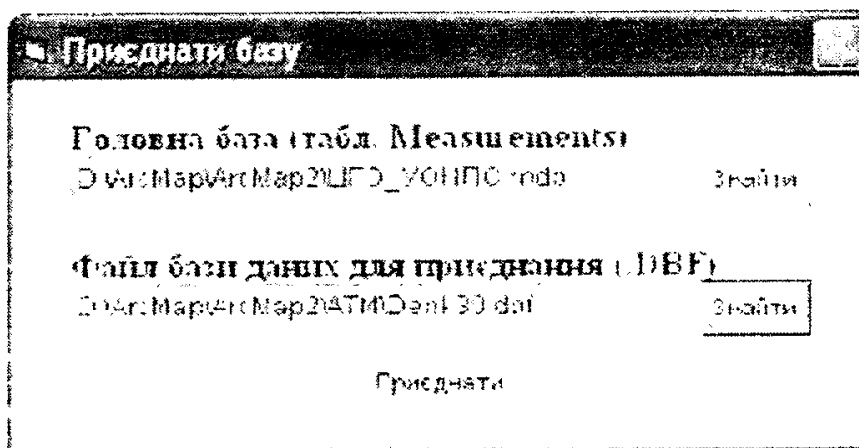 Приєднати базу
Головна база (табл. Measurements)
Знайти
Файл бази даних для приєднання (.DBF)
Знайти
Приєднати